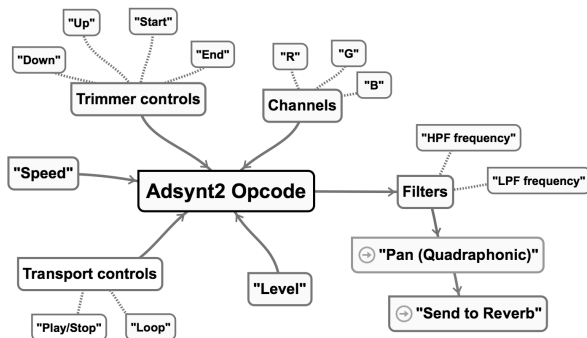 "Up"
"Start"
"Down"
"End"
Trimmer controls
"R"
"G"
"B"
Channels
"HPF frequency"
"LPF frequency"
"Speed"
Adsynt2 Opcode
Filters
"Pan (Quadraphonic)"
Transport controls
"Level"
"Send to Reverb"
"Play/Stop"
"Loop"